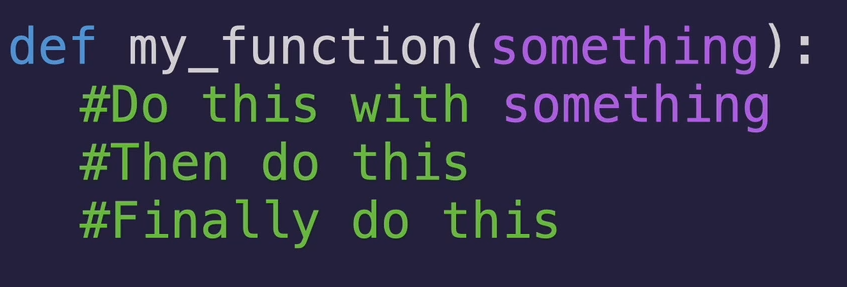 def my_function(something):
    #Do this with something
    #Then do this
    #Finally do this